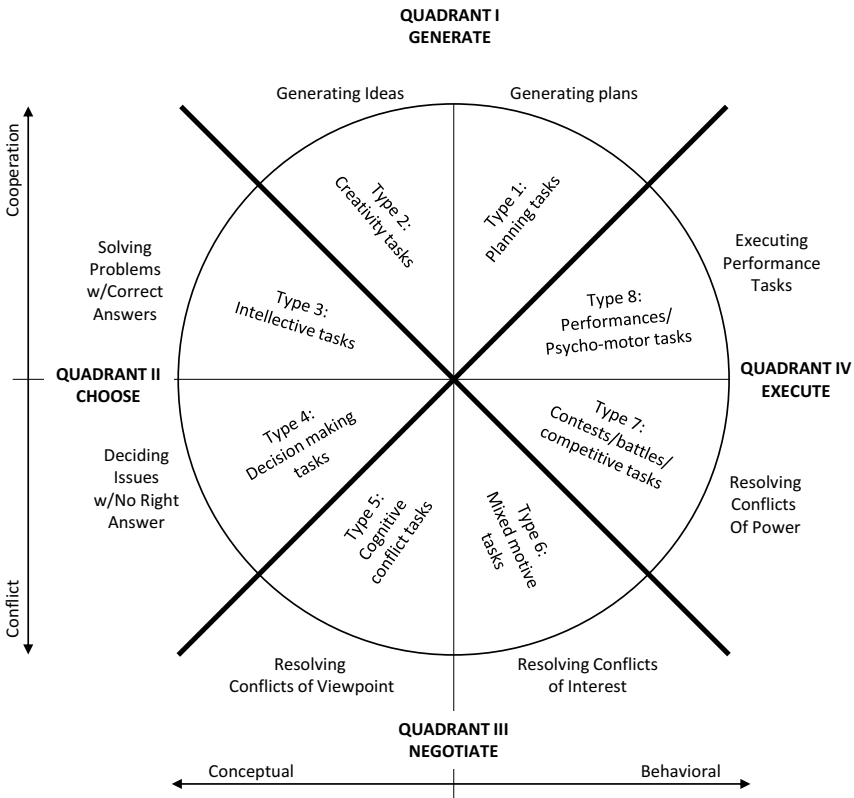 QUADRANT I
GENERATE
Generating Ideas
Generating plans
Cooperation
Type 2:
Creativity tasks
Type 1:
Planning tasks
Solving
Problems
w/Correct
Answers
Type 3:
Intellective tasks
Type 8:
Performances/
Psycho-motor tasks
Executing
Performance
Tasks
QUADRANT II
CHOOSE
QUADRANT IV
EXECUTE
Type 4:
Decision making
tasks
Type 7:
Contests/battles/
competitive tasks
Deciding
Issues
w/No Right
Answer
Type 5:
Cognitive
conflict tasks
Type 6:
Mixed motive
tasks
Resolving
Conflicts
Of Power
Conflict
Resolving
Conflicts of Viewpoint
Resolving Conflicts
of Interest
QUADRANT III
NEGOTIATE
Conceptual
Behavioral